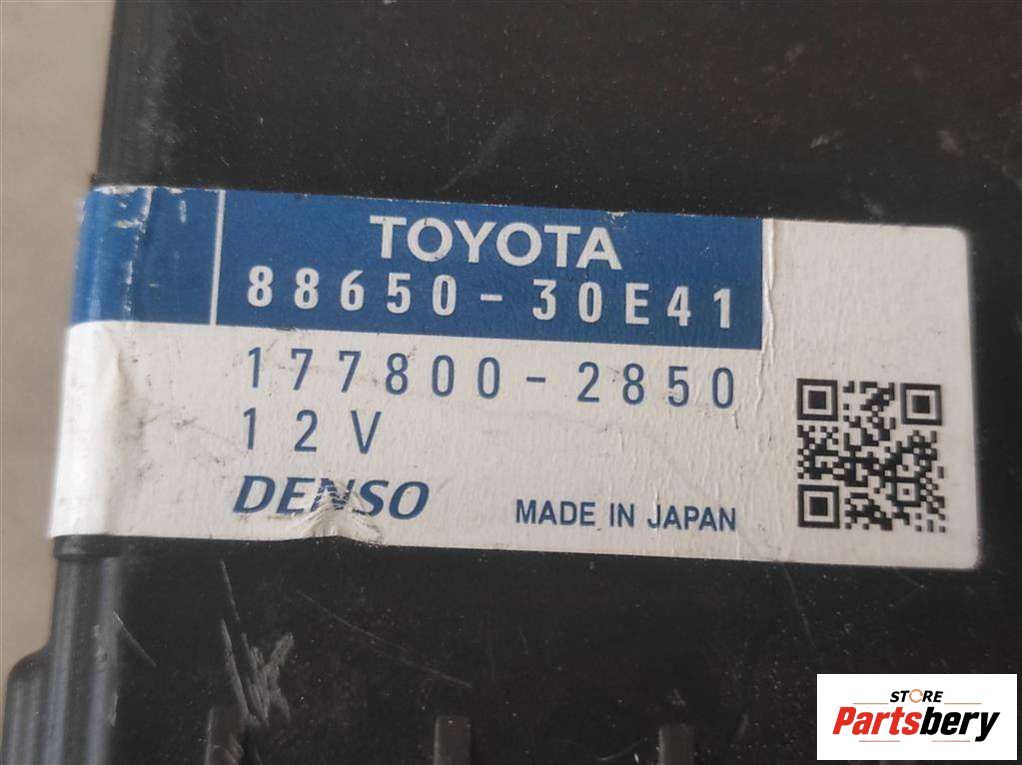 TOYOTA
88650-30E41
177800-2850
12V
DENSO MADE IN JAPAN
STORE
Partsbery